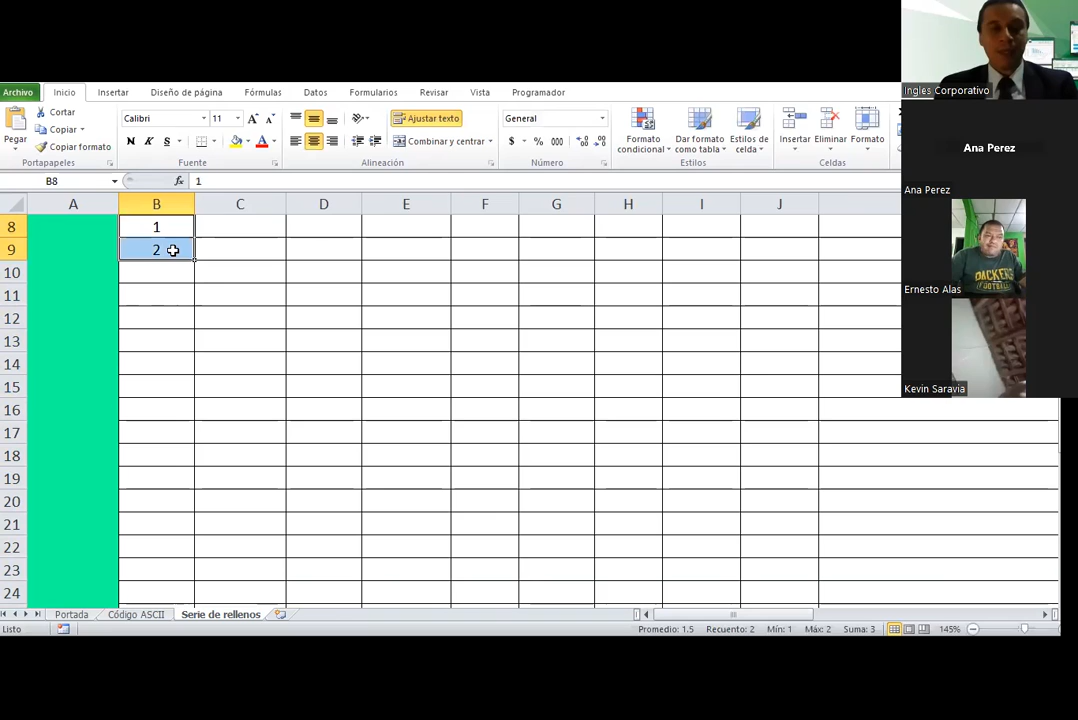 Archivo Inicio Insertar Diseño de página Fórmulas Datos Formularios Revisar Vista Programador
Pegar
Cortar
Copiar
Copiar formato
Portapapeles
Calibri 11
N K S
Fuente
Ajustar texto
Combinar y centrar
Alineación
General
$ % 000
Número
Formato condicional
Dar formato como tabla
Estilos de celda
Estilos
Insertar Eliminar Formato
Celdas
B8 fx 1
A B C D E F G H I J
8 1
9 2
10
11
12
13
14
15
16
17
18
19
20
21
22
23
24
Portada Código ASCII Serie de rellenos
Listo Promedio: 1.5 Recuento: 2 Mín: 1 Máx: 2 Suma: 3 145%
Ingles Corporativo
Ana Perez
Ana Perez
PACKERS
FOOTBALL
Ernesto Alas
Kevin Saravia